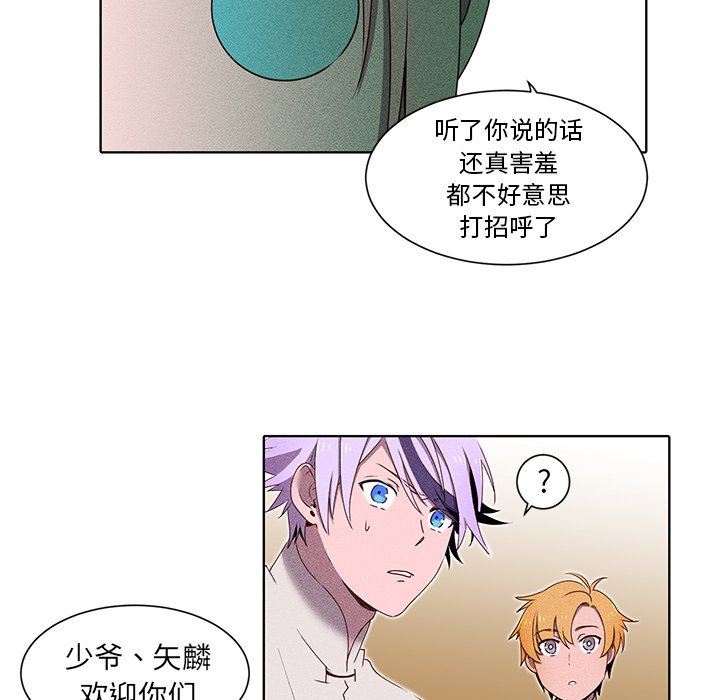 听了你说的话
还真害羞
都不好意思
打招呼了
?
少爷、矢麟
欢迎你们